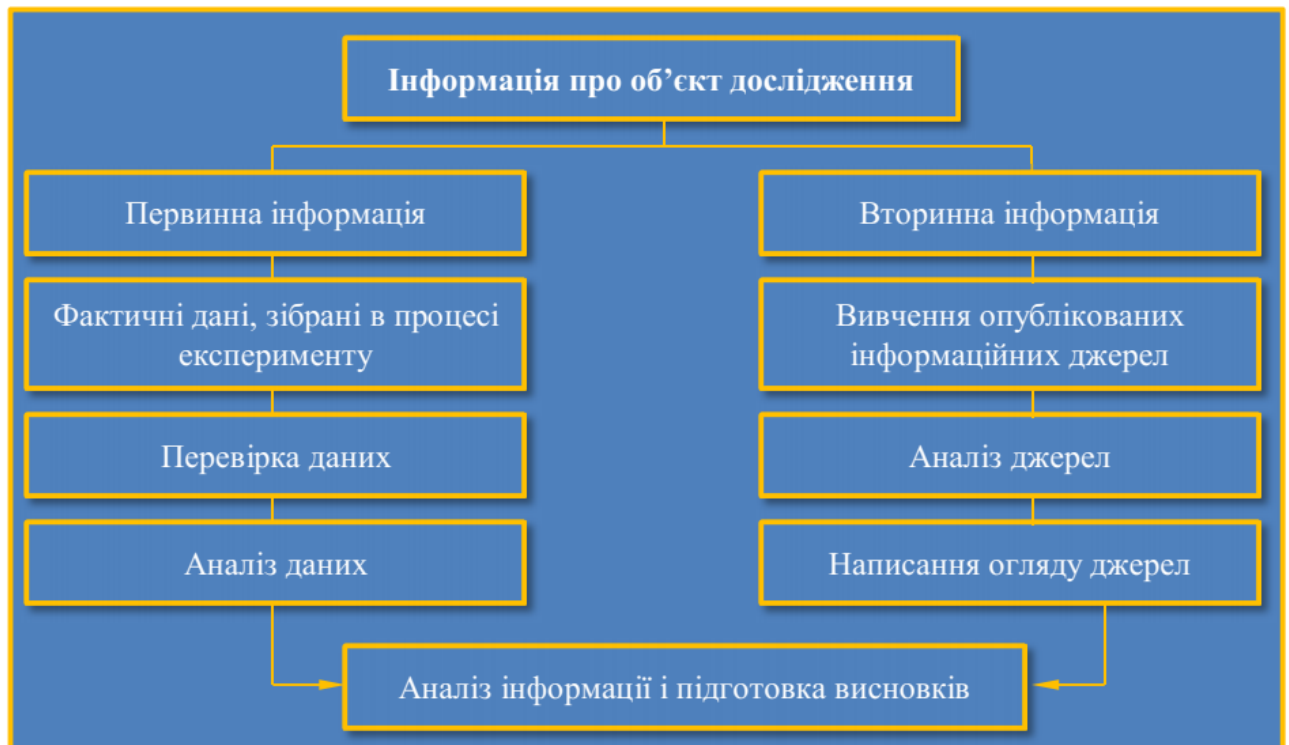 Інформація про об’єкт дослідження
Первинна інформація
Вторинна інформація
Фактичні дані, зібрані в процесі
експерименту
Вивчення опублікованих
інформаційних джерел
Перевірка даних
Аналіз джерел
Аналіз даних
Написання огляду джерел
Аналіз інформації і підготовка висновків